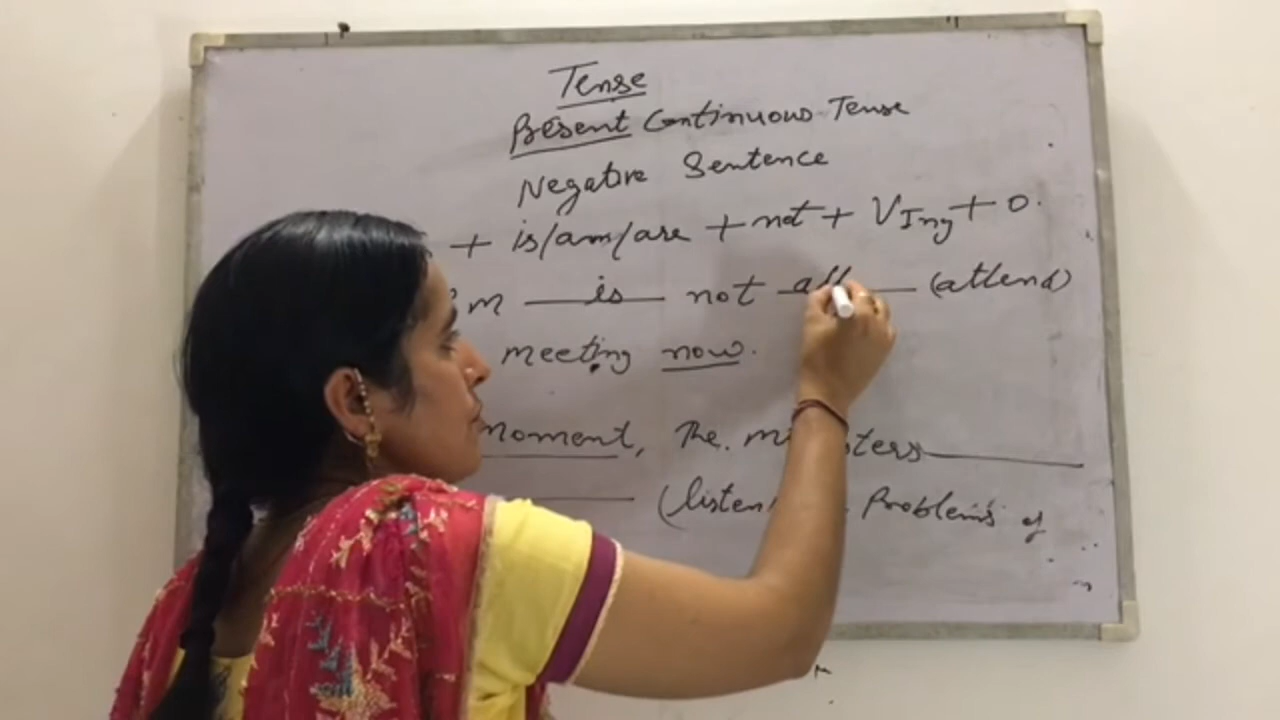 Tense
Present Continuous Tense
Negative Sentence
+ is/am/are + not + VIng + O.
m is not att (attend)
meeting now.
moment, The ministers
(listen) Problems of